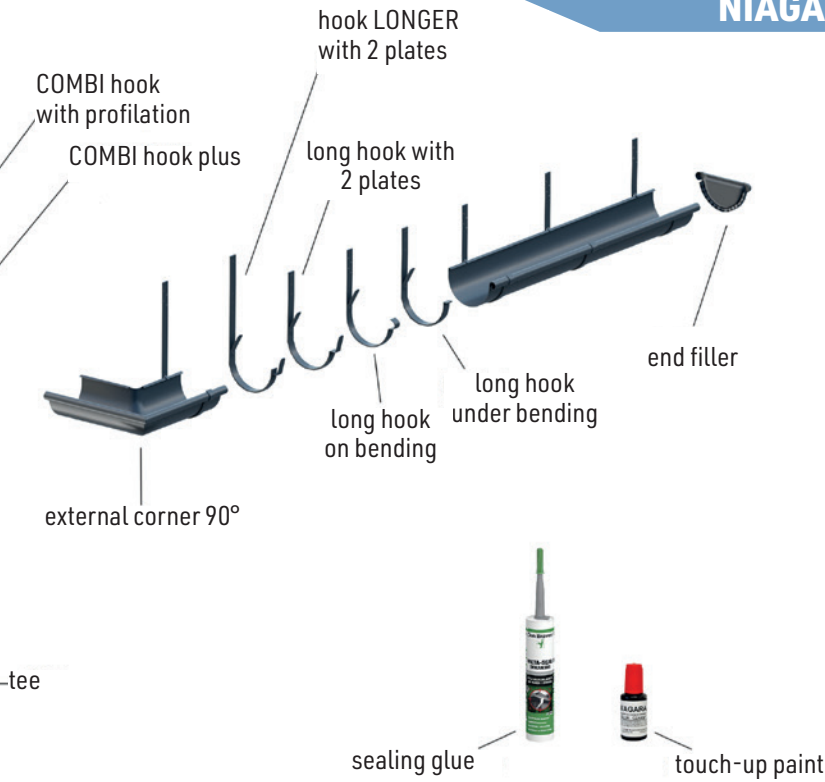 NIAGA
hook LONGER
with 2 plates
COMBI hook
with profilation
COMBI hook plus
long hook with
2 plates
end filler
long hook
under bending
long hook
on bending
external corner 90°
tee
sealing glue
touch-up paint